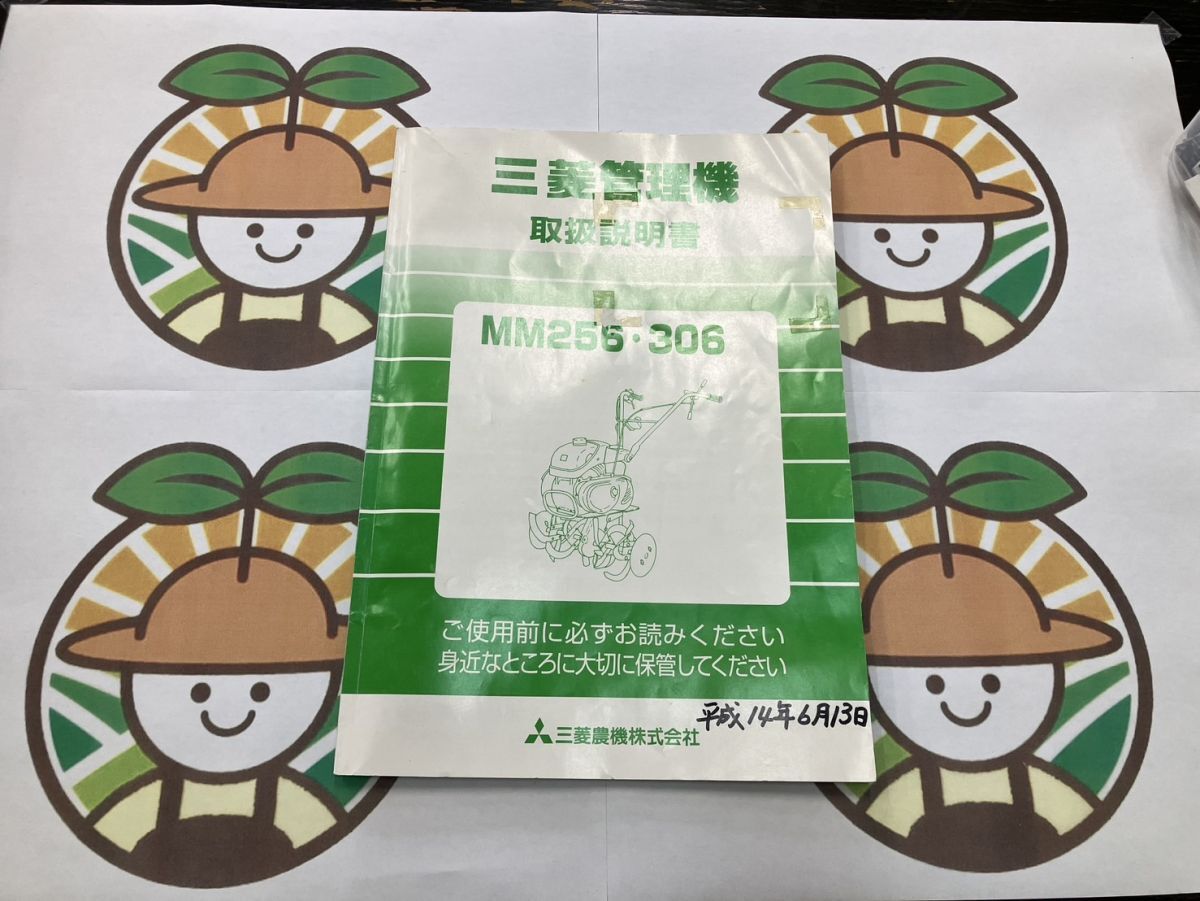 三菱管理機
取扱説明書
MM256・306
ご使用前に必ずお読みください
身近なところに大切に保管してください
平成14年6月13日
三菱農機株式会社